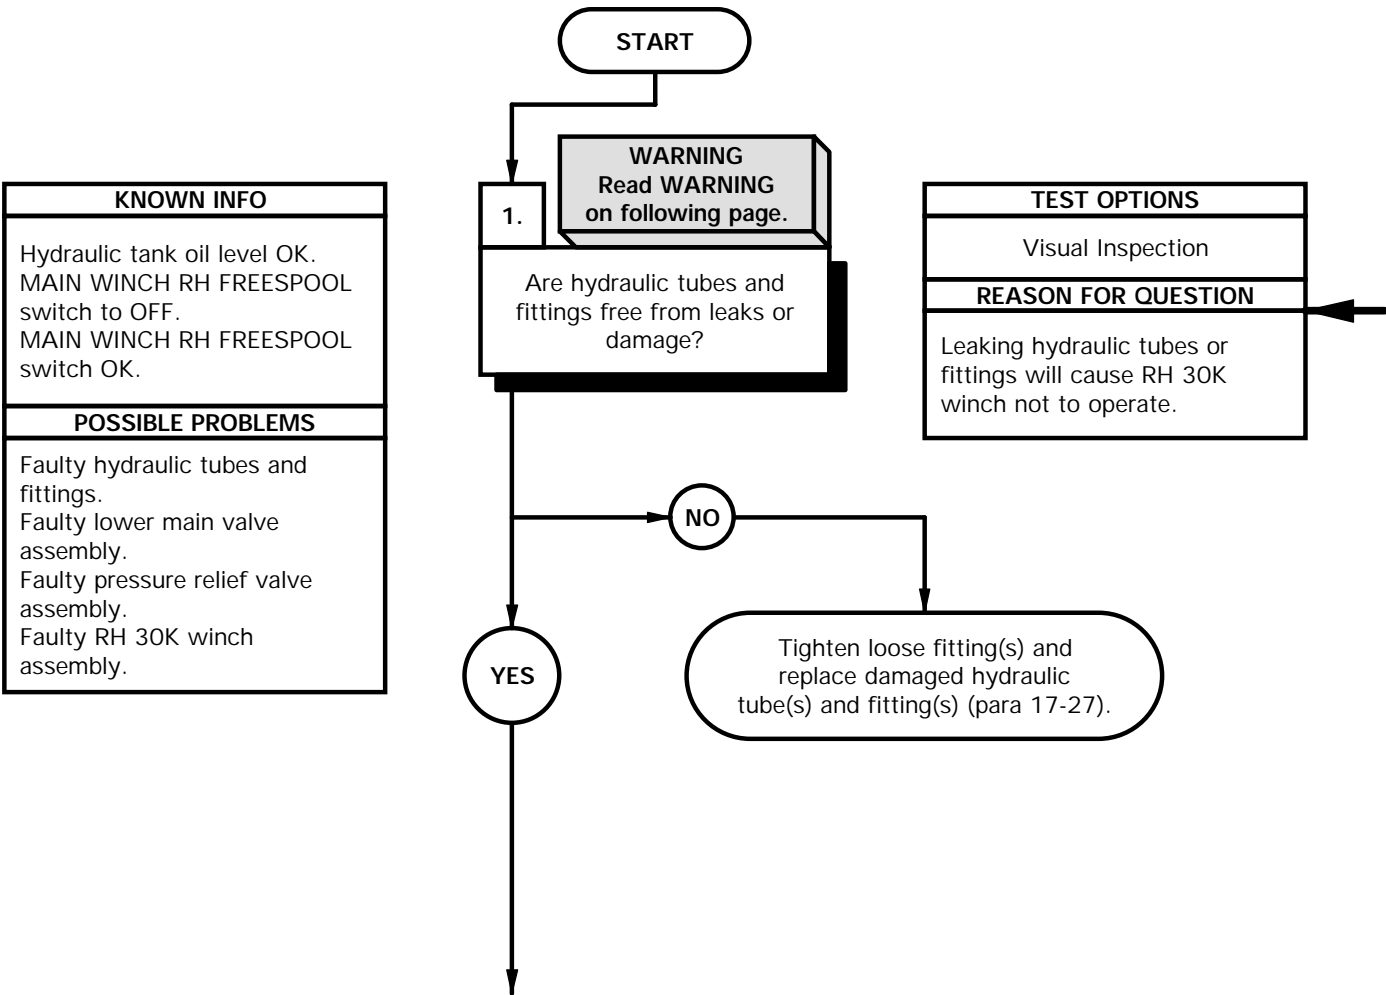 START
WARNING
Read WARNING
on following page.
1.
Are hydraulic tubes and
fittings free from leaks or
damage?
KNOWN INFO
Hydraulic tank oil level OK.
MAIN WINCH RH FREESPOOL
switch to OFF.
MAIN WINCH RH FREESPOOL
switch OK.
POSSIBLE PROBLEMS
Faulty hydraulic tubes and
fittings.
Faulty lower main valve
assembly.
Faulty pressure relief valve
assembly.
Faulty RH 30K winch
assembly.
TEST OPTIONS
Visual Inspection
REASON FOR QUESTION
Leaking hydraulic tubes or
fittings will cause RH 30K
winch not to operate.
NO
YES
Tighten loose fitting(s) and
replace damaged hydraulic
tube(s) and fitting(s) (para 17-27).